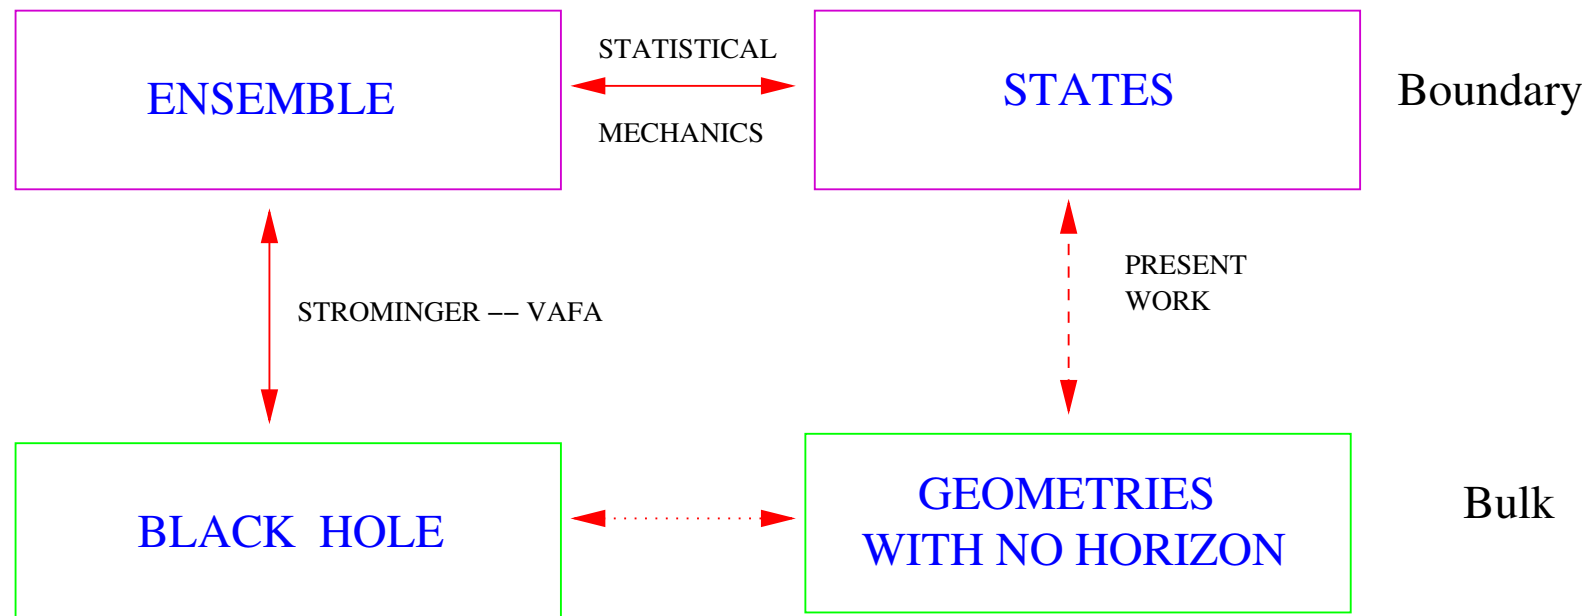 ENSEMBLE
STATISTICAL
MECHANICS
STATES
Boundary
STROMINGER −− VAFA
PRESENT
WORK
BLACK HOLE
GEOMETRIES
WITH NO HORIZON
Bulk